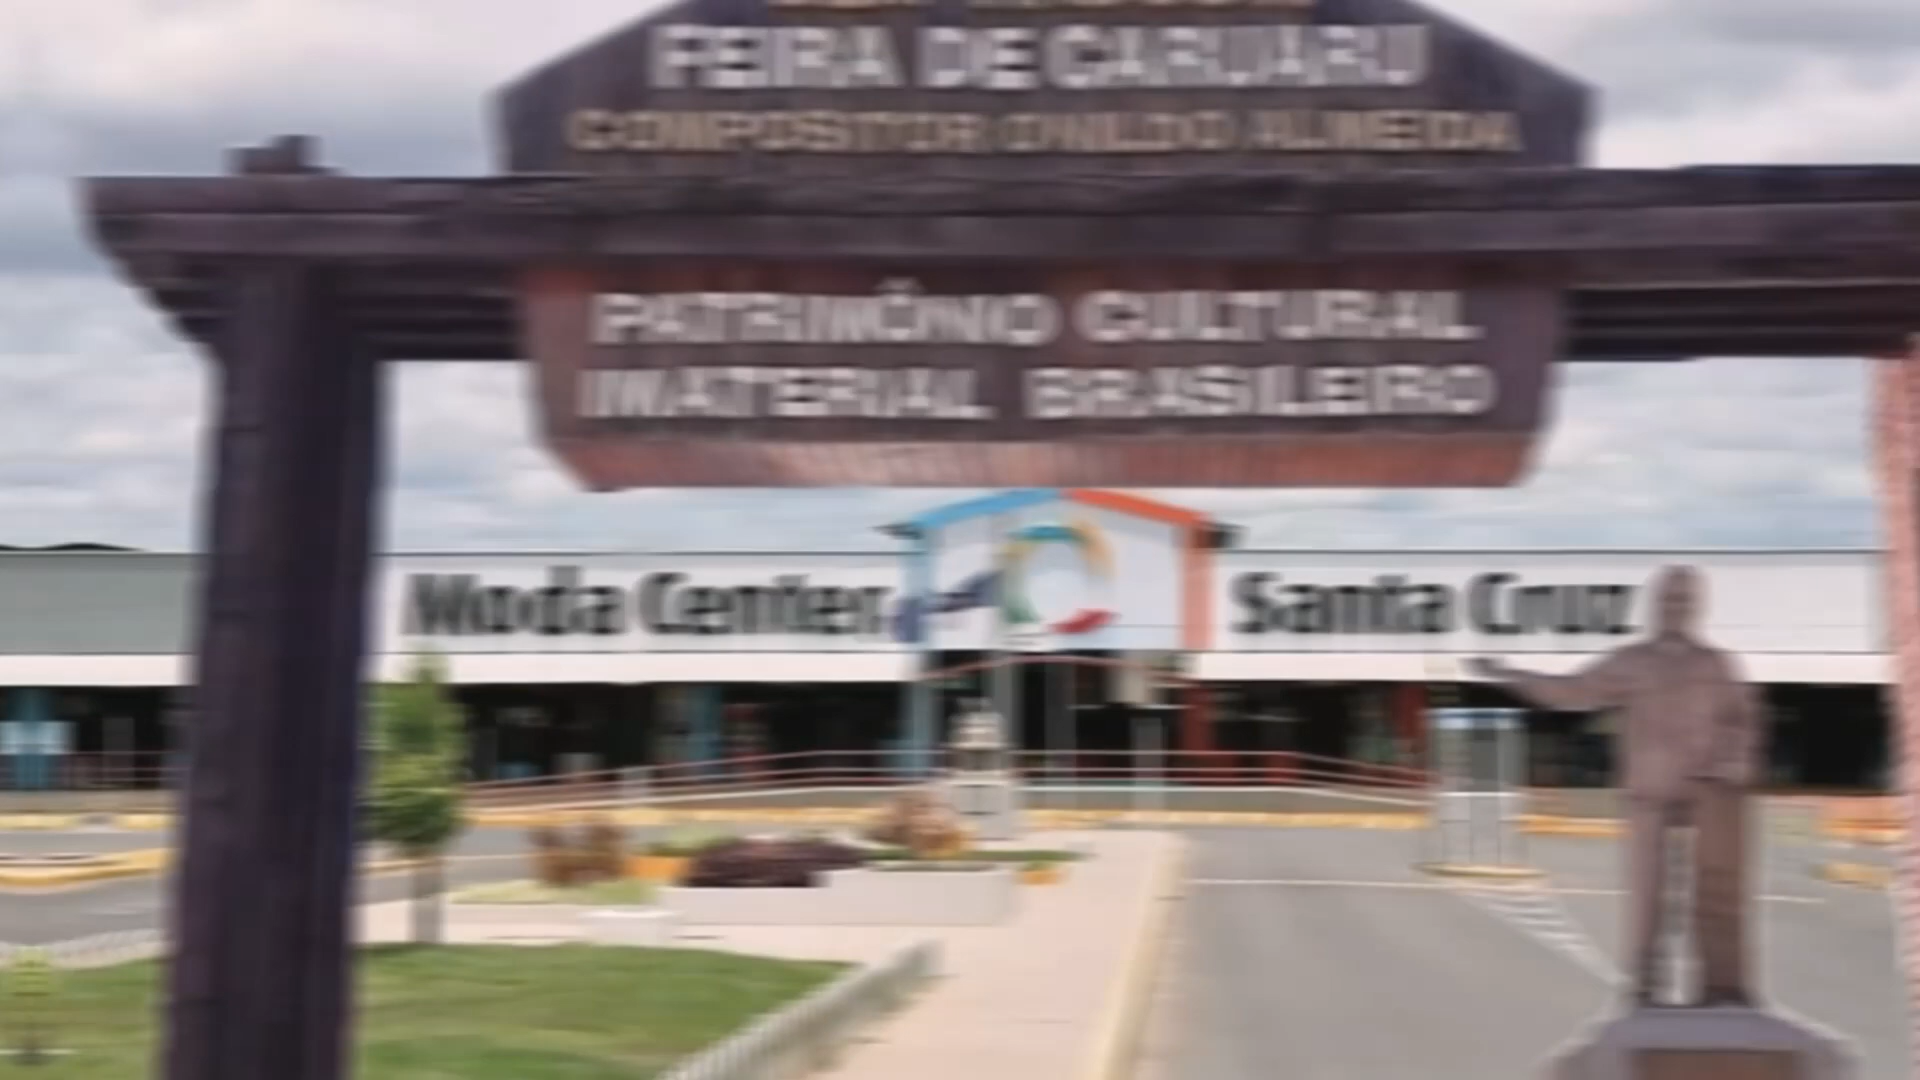 FEIRA DE CARUARU
COMPOSITOR ONILDO ALMEIDA
PATRIMÔNIO CULTURAL
IMATERIAL BRASILEIRO
Moda Center Santa Cruz